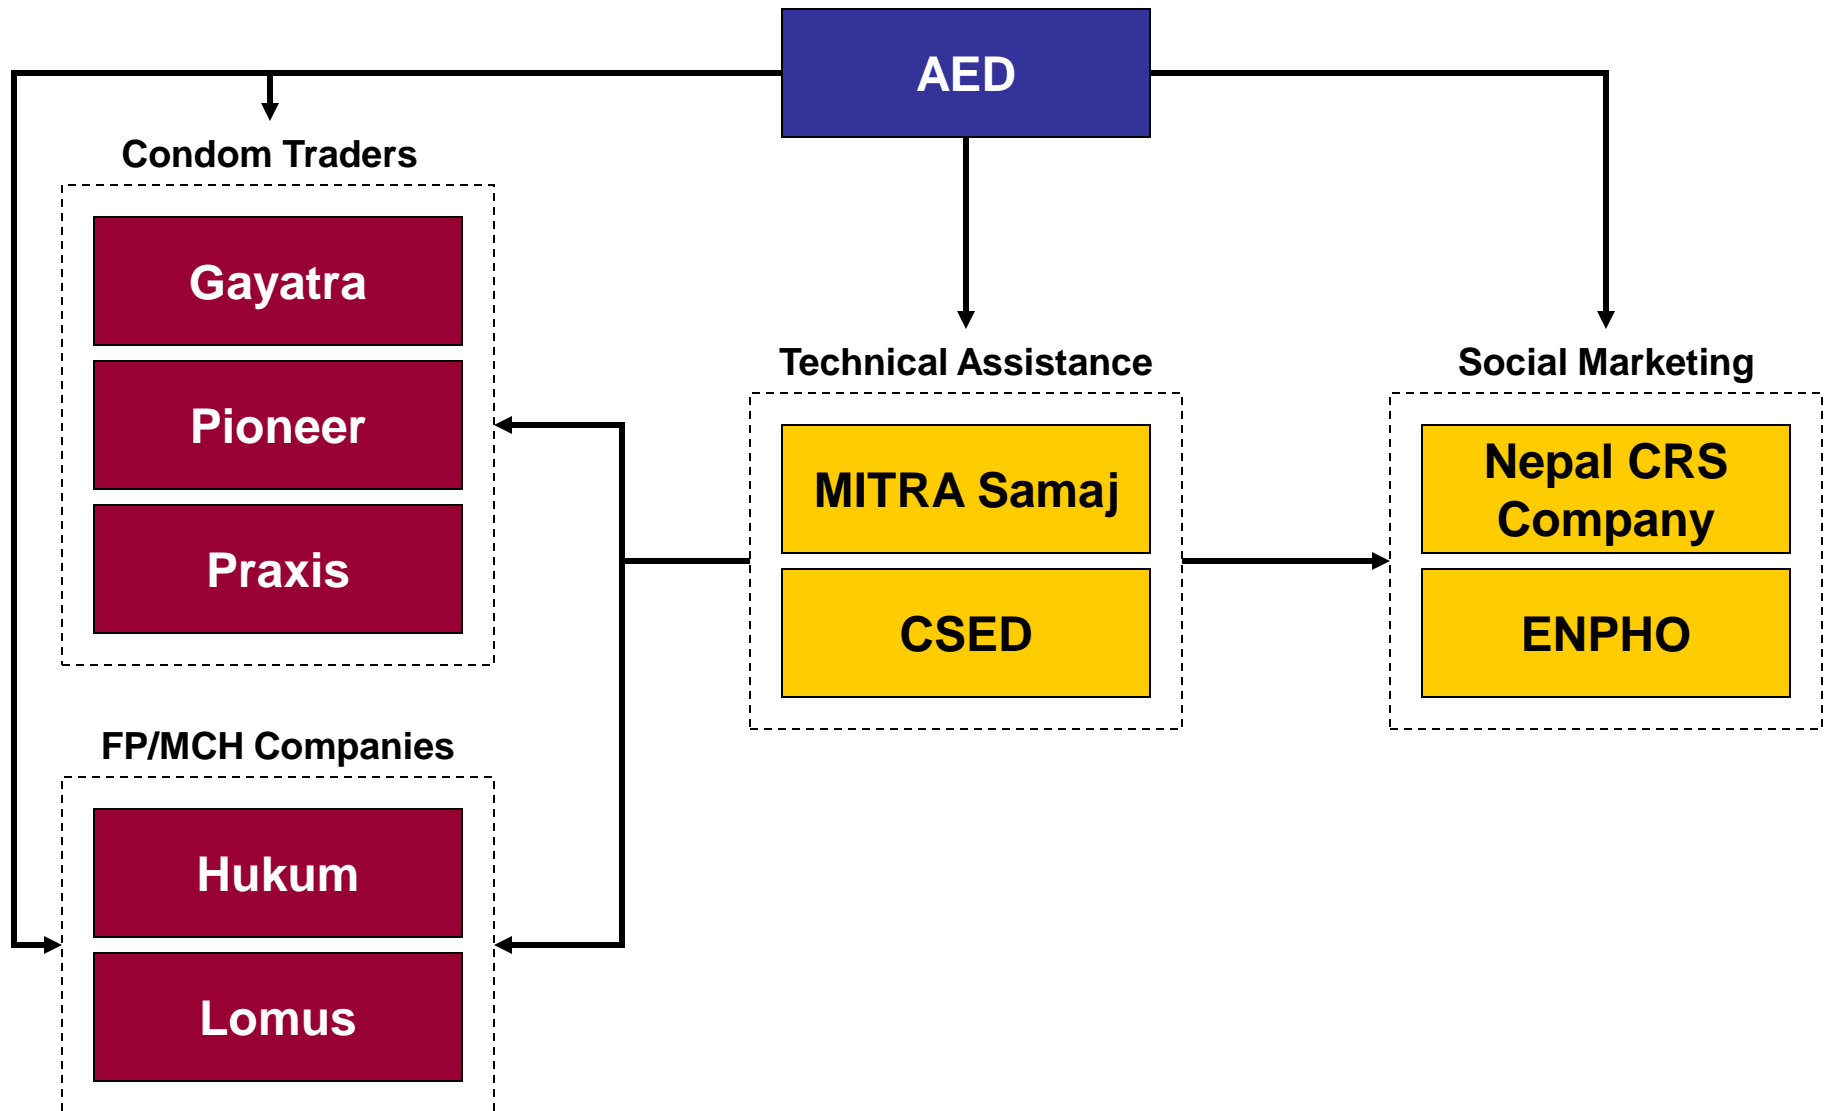 AED
Condom Traders
Gayatra
Pioneer
Praxis
FP/MCH Companies
Hukum
Lomus
Technical Assistance
MITRA Samaj
CSED
Social Marketing
Nepal CRS
Company
ENPHO